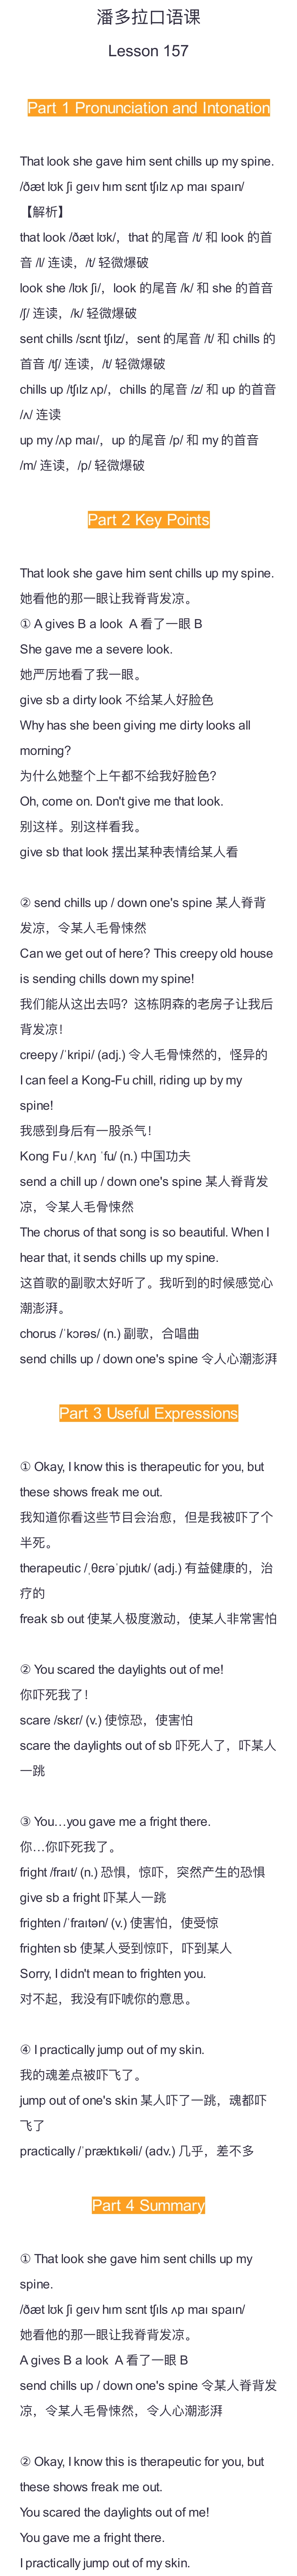 潘多拉口语课
Lesson 157
Part 1 Pronunciation and Intonation
That look she gave him sent chills up my spine.
/ðæt lʊk ʃi geɪv hɪm sɛnt tʃɪlz ʌp maɪ spaɪn/
【解析】
that look /ðæt lʊk/，that 的尾音 /t/ 和 look 的首
音 /l/ 连读，/t/ 轻微爆破
look she /lʊk ʃi/，look 的尾音 /k/ 和 she 的首音
/ʃ/ 连读，/k/ 轻微爆破
sent chills /sɛnt tʃɪlz/，sent 的尾音 /t/ 和 chills 的
首音 /tʃ/ 连读，/t/ 轻微爆破
chills up /tʃɪlz ʌp/，chills 的尾音 /z/ 和 up 的首音
/ʌ/ 连读
up my /ʌp maɪ/，up 的尾音 /p/ 和 my 的首音
/m/ 连读，/p/ 轻微爆破
Part 2 Key Points
That look she gave him sent chills up my spine.
她看他的那一眼让我脊背发凉。
① A gives B a look A 看了一眼 B
She gave me a severe look.
她严厉地看了我一眼。
give sb a dirty look 不给某人好脸色
Why has she been giving me dirty looks all
morning?
为什么她整个上午都不给我好脸色？
Oh, come on. Don't give me that look.
别这样。别这样看我。
give sb that look 摆出某种表情给某人看
② send chills up / down one's spine 某人脊背
发凉，令某人毛骨悚然
Can we get out of here? This creepy old house
is sending chills down my spine!
我们能从这出去吗？这栋阴森的老房子让我后
背发凉！
creepy /ˈkripi/ (adj.) 令人毛骨悚然的，怪异的
I can feel a Kong-Fu chill, riding up by my
spine!
我感到身后有一股杀气！
Kong Fu /ˌkʌŋ ˈfu/ (n.) 中国功夫
send a chill up / down one's spine 某人脊背发
凉，令某人毛骨悚然
The chorus of that song is so beautiful. When I
hear that, it sends chills up my spine.
这首歌的副歌太好听了。我听到的时候感觉心
潮澎湃。
chorus /ˈkɔrəs/ (n.) 副歌，合唱曲
send chills up / down one's spine 令人心潮澎湃
Part 3 Useful Expressions
① Okay, I know this is therapeutic for you, but
these shows freak me out.
我知道你看这些节目会治愈，但是我被吓了个
半死。
therapeutic /ˌθɛrəˈpjutɪk/ (adj.) 有益健康的，治
疗的
freak sb out 使某人极度激动，使某人非常害怕
② You scared the daylights out of me!
你吓死我了！
scare /skɛr/ (v.) 使惊恐，使害怕
scare the daylights out of sb 吓死人了，吓某人
一跳
③ You…you gave me a fright there.
你…你吓死我了。
fright /fraɪt/ (n.) 恐惧，惊吓，突然产生的恐惧
give sb a fright 吓某人一跳
frighten /ˈfraɪtən/ (v.) 使害怕，使受惊
frighten sb 使某人受到惊吓，吓到某人
Sorry, I didn't mean to frighten you.
对不起，我没有吓唬你的意思。
④ I practically jump out of my skin.
我的魂差点被吓飞了。
jump out of one's skin 某人吓了一跳，魂都吓
飞了
practically /ˈpræktɪkəli/ (adv.) 几乎，差不多
Part 4 Summary
① That look she gave him sent chills up my
spine.
/ðæt lʊk ʃi geɪv hɪm sɛnt tʃɪls ʌp maɪ spaɪn/
她看他的那一眼让我脊背发凉。
A gives B a look A 看了一眼 B
send chills up / down one's spine 令某人脊背发
凉，令某人毛骨悚然，令人心潮澎湃
② Okay, I know this is therapeutic for you, but
these shows freak me out.
You scared the daylights out of me!
You gave me a fright there.
I practically jump out of my skin.